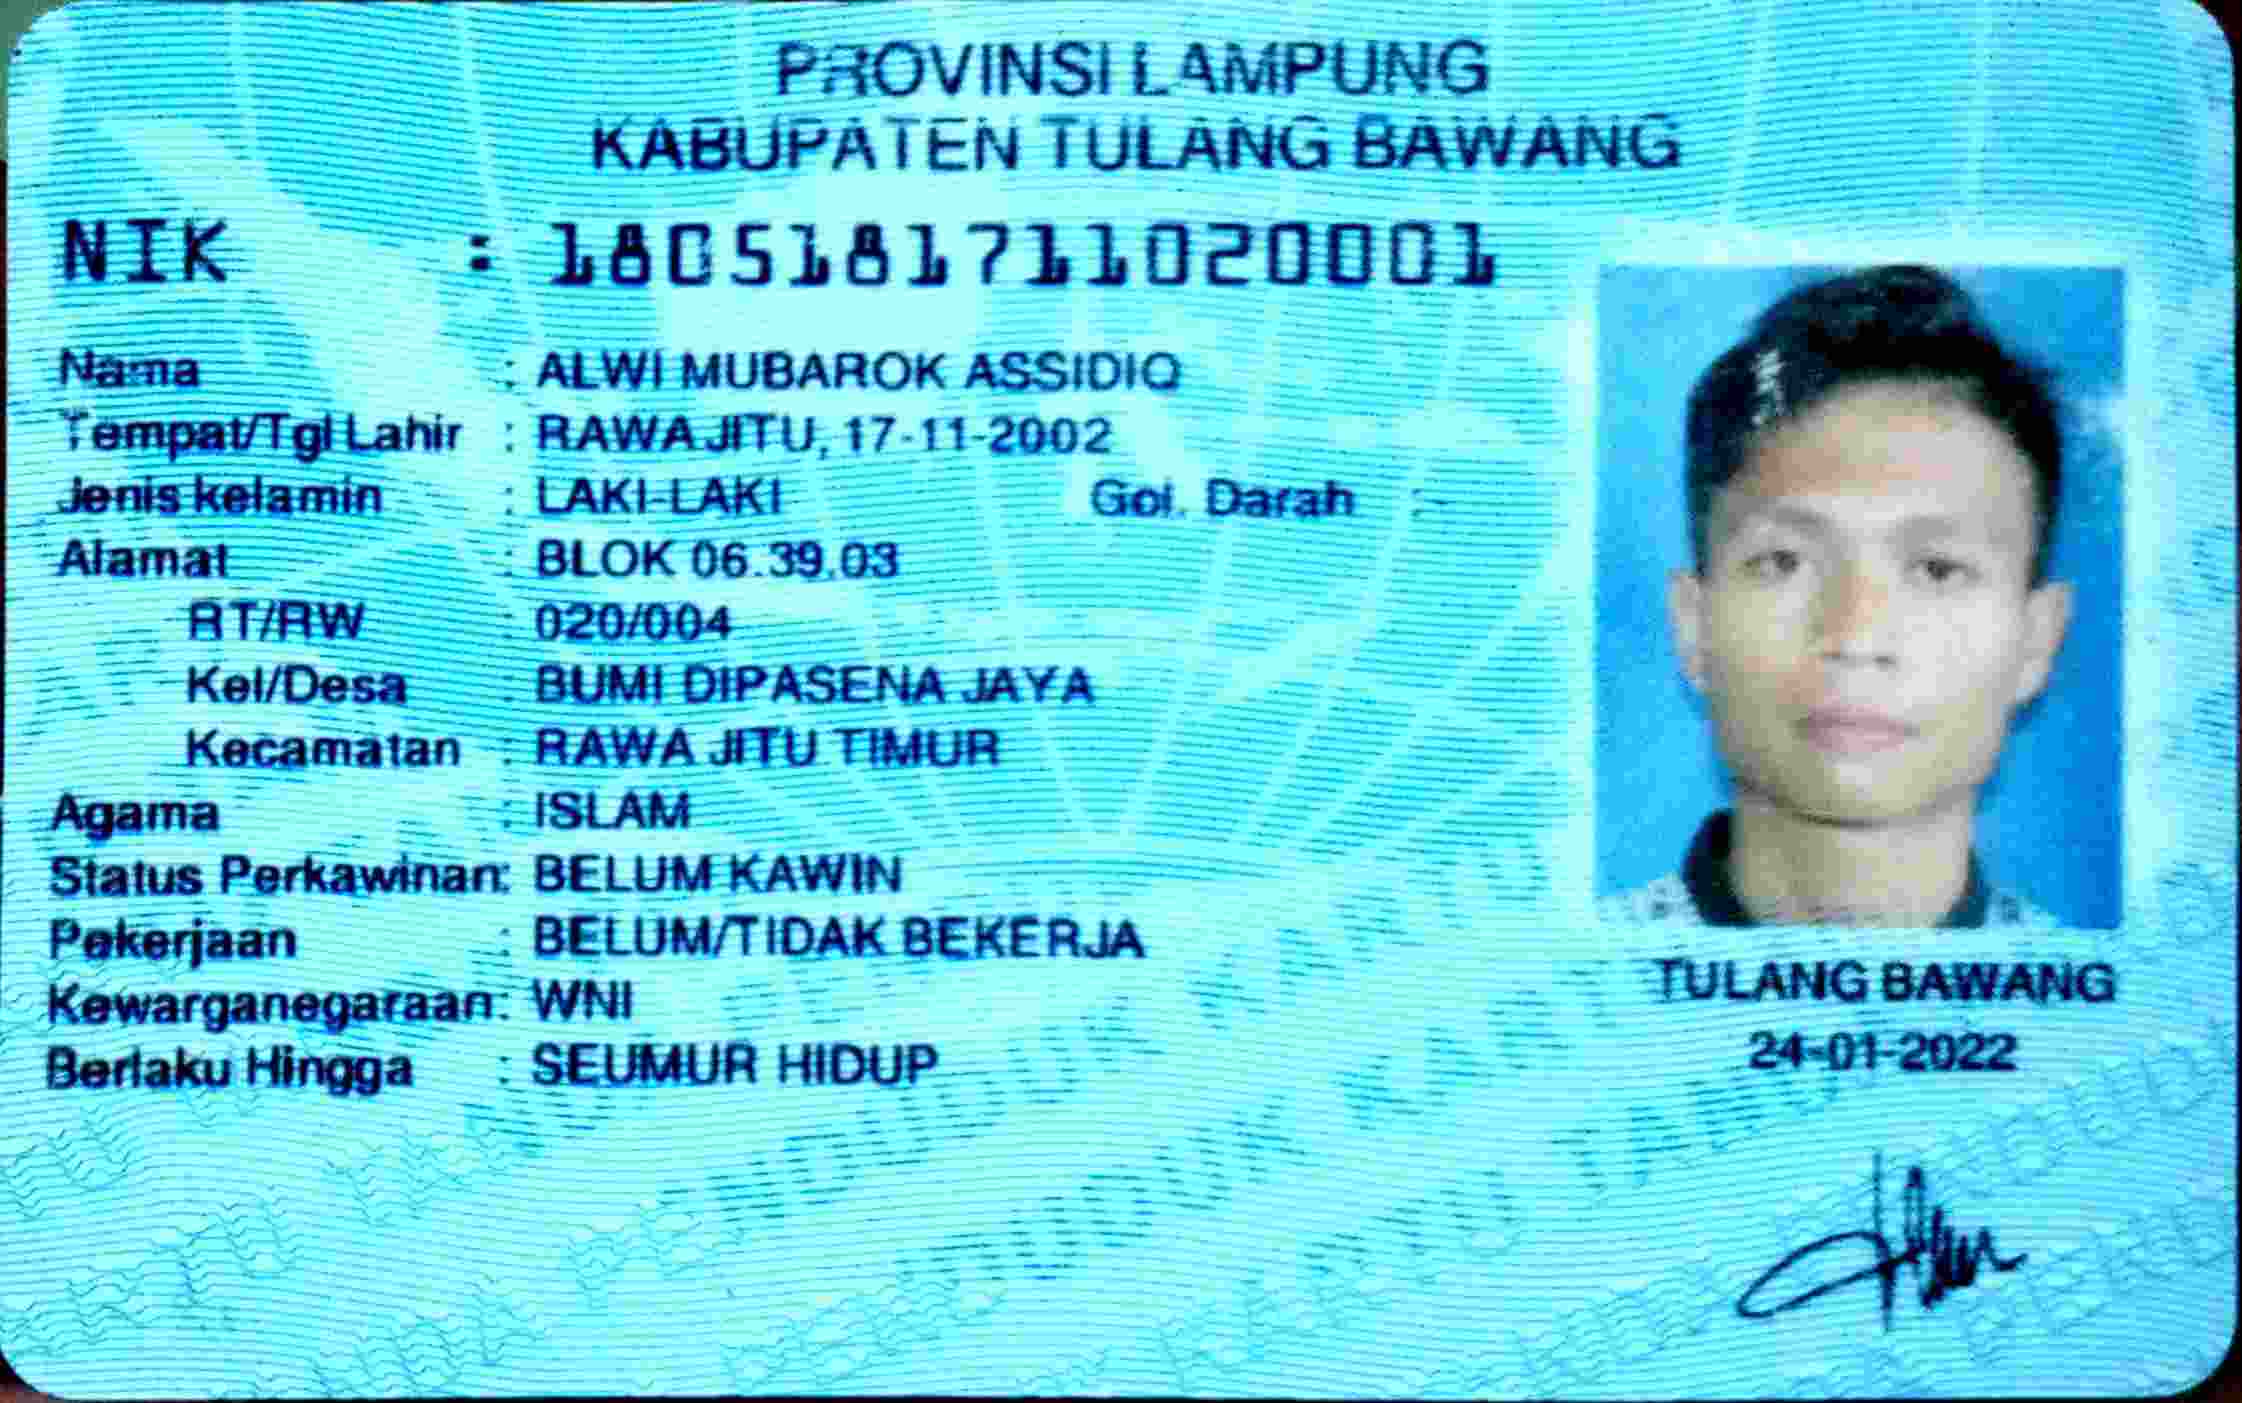 PROVINSI LAMPUNG
KABUPATEN TULANG BAWANG
NIK : 1805181711020001
Nama : ALWI MUBAROK ASSIDIQ
Tempat/Tgl Lahir : RAWA JITU, 17-11-2002
Jenis kelamin : LAKI-LAKI Gol. Darah : -
Alamat : BLOK 06.39.03
RT/RW : 020/004
Kel/Desa : BUMI DIPASENA JAYA
Kecamatan : RAWA JITU TIMUR
Agama : ISLAM
Status Perkawinan: BELUM KAWIN
Pekerjaan : BELUM/TIDAK BEKERJA
Kewarganegaraan: WNI
Berlaku Hingga : SEUMUR HIDUP
TULANG BAWANG
24-01-2022